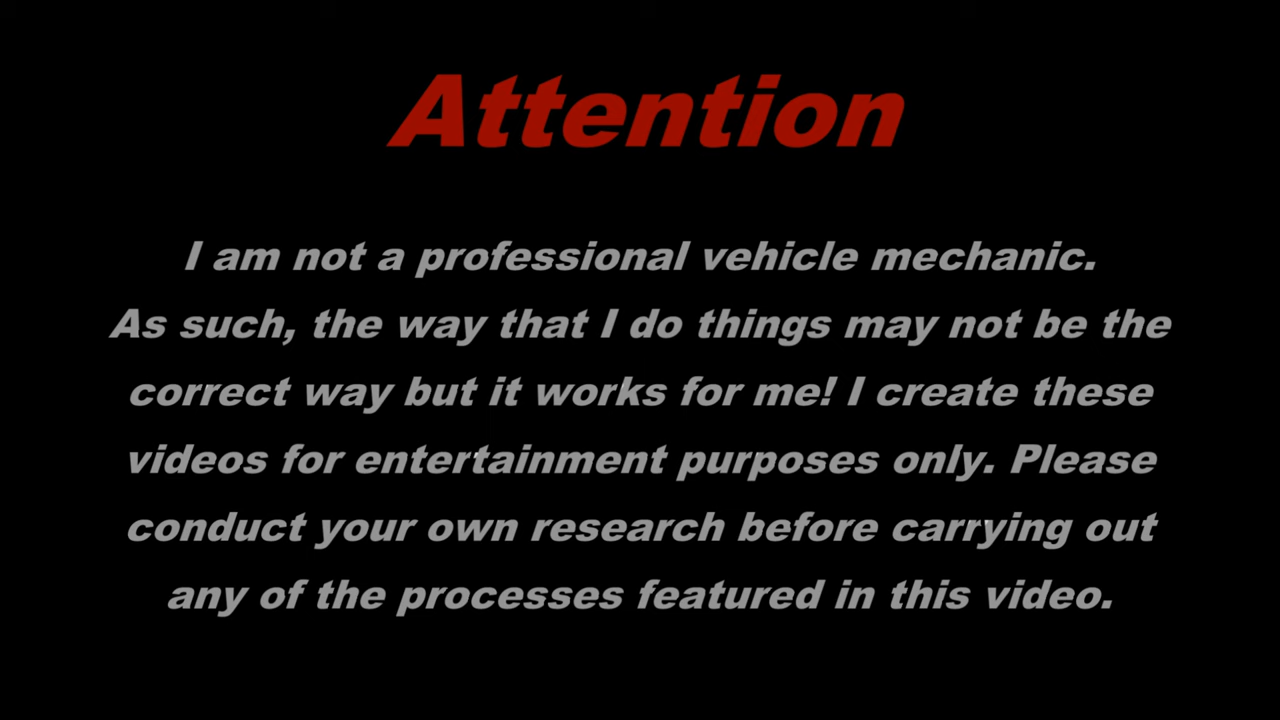 Attention
I am not a professional vehicle mechanic.
As such, the way that I do things may not be the
correct way but it works for me! I create these
videos for entertainment purposes only. Please
conduct your own research before carrying out
any of the processes featured in this video.